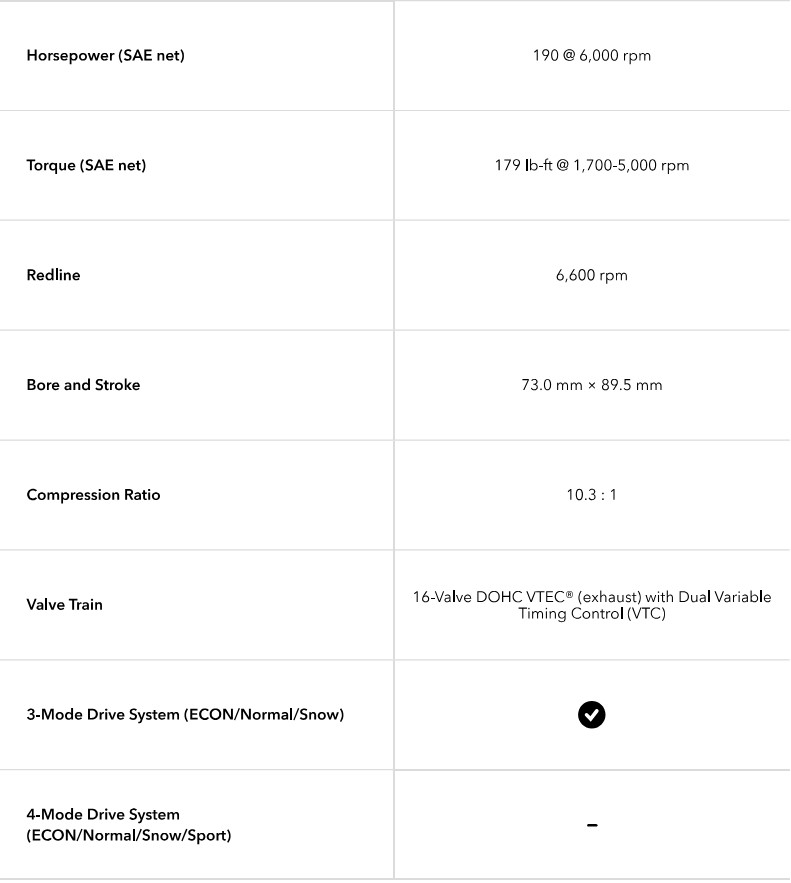 Horsepower (SAE net)
190 @ 6,000 rpm
Torque (SAE net)
179 lb-ft @ 1,700-5,000 rpm
Redline
6,600 rpm
Bore and Stroke
73.0 mm × 89.5 mm
Compression Ratio
10.3 : 1
Valve Train
16-Valve DOHC VTEC® (exhaust) with Dual Variable
Timing Control (VTC)
3-Mode Drive System (ECON/Normal/Snow)
4-Mode Drive System
(ECON/Normal/Snow/Sport)
–